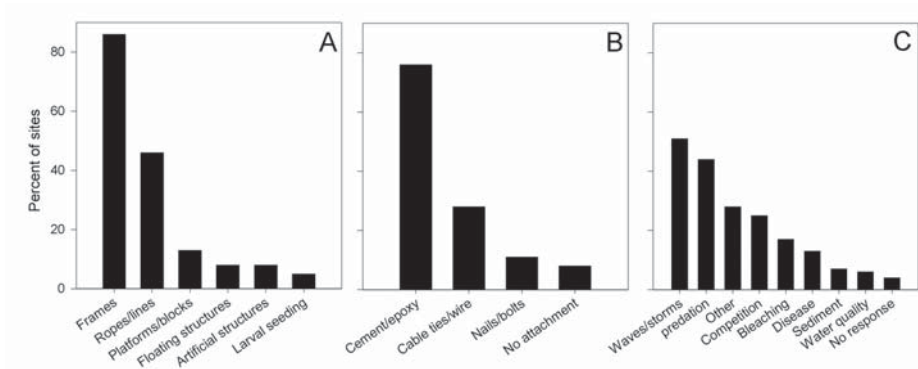 A
B
C
Percent of sites
80
60
40
20
0
Frames
Ropes/lines
Platforms/blocks
Floating structures
Artificial structures
Larval seeding
Cement/epoxy
Cable ties/wire
Nails/bolts
No attachment
Waves/storms
predation
Other
Competition
Bleaching
Disease
Sediment
Water quality
No response